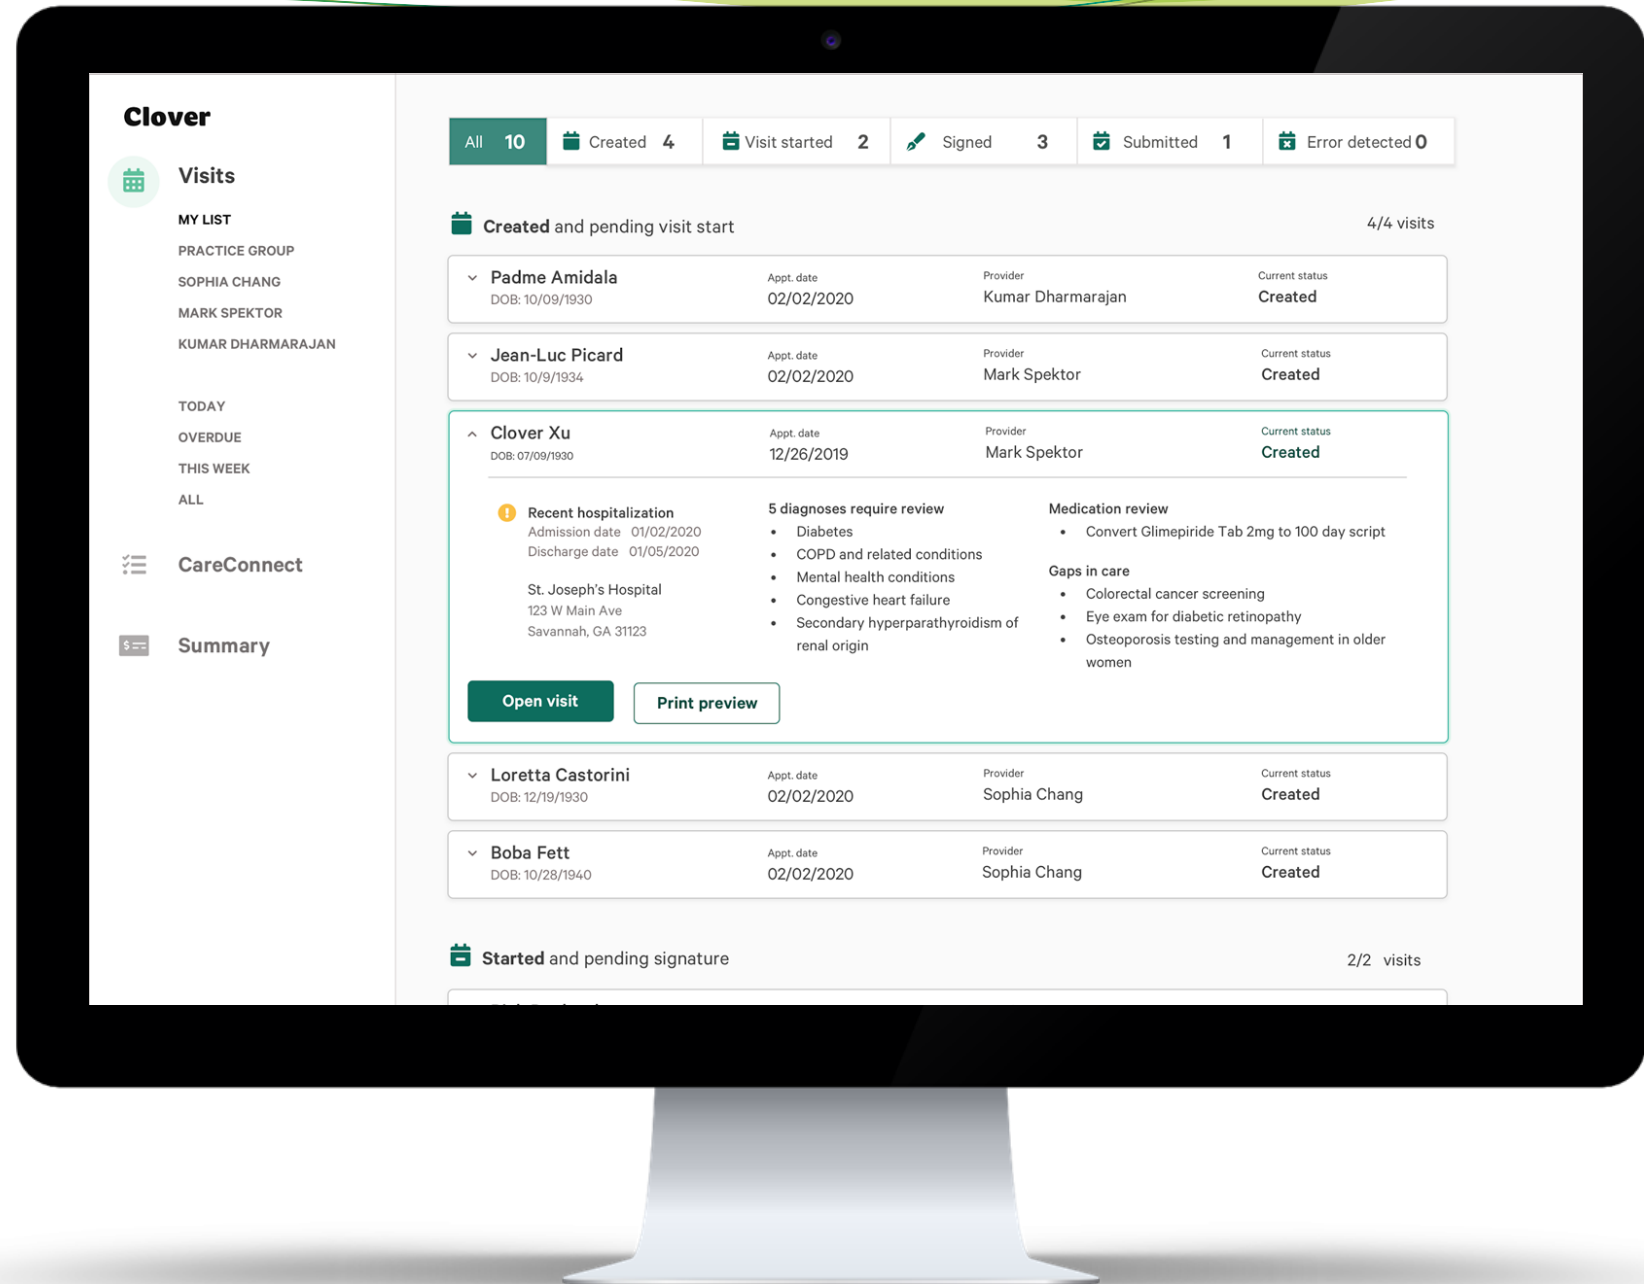 Clover
Visits
MY LIST
PRACTICE GROUP
SOPHIA CHANG
MARK SPEKTOR
KUMAR DHARMARAJAN
TODAY
OVERDUE
THIS WEEK
ALL
CareConnect
Summary
All 10 Created 4 Visit started 2 Signed 3 Submitted 1 Error detected 0
Created and pending visit start 4/4 visits
Padme Amidala
DOB: 10/09/1930
Appt. date
02/02/2020
Provider
Kumar Dharmarajan
Current status
Created
Jean-Luc Picard
DOB: 10/9/1934
Appt. date
02/02/2020
Provider
Mark Spektor
Current status
Created
Clover Xu
DOB: 07/09/1930
Appt. date
12/26/2019
Provider
Mark Spektor
Current status
Created
Recent hospitalization
Admission date 01/02/2020
Discharge date 01/05/2020
St. Joseph's Hospital
123 W Main Ave
Savannah, GA 31123
5 diagnoses require review
• Diabetes
• COPD and related conditions
• Mental health conditions
• Congestive heart failure
• Secondary hyperparathyroidism of
renal origin
Medication review
• Convert Glimepiride Tab 2mg to 100 day script
Gaps in care
• Colorectal cancer screening
• Eye exam for diabetic retinopathy
• Osteoporosis testing and management in older
women
Open visit
Print preview
Loretta Castorini
DOB: 12/19/1930
Appt. date
02/02/2020
Provider
Sophia Chang
Current status
Created
Boba Fett
DOB: 10/28/1940
Appt. date
02/02/2020
Provider
Sophia Chang
Current status
Created
Started and pending signature 2/2 visits